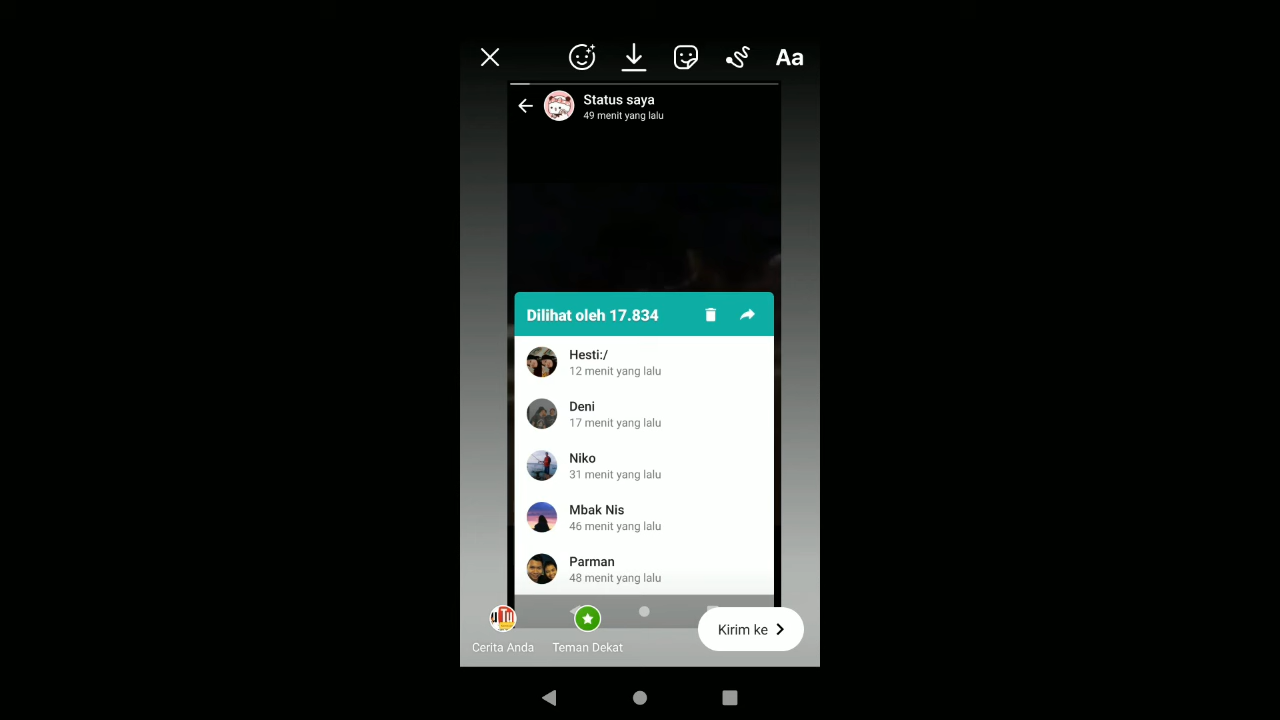 Aa
Status saya
49 menit yang lalu
Dilihat oleh 17.834
Hesti:/
12 menit yang lalu
Deni
17 menit yang lalu
Niko
31 menit yang lalu
Mbak Nis
46 menit yang lalu
Parman
48 menit yang lalu
Tu
Kirim ke
Cerita Anda
Teman Dekat